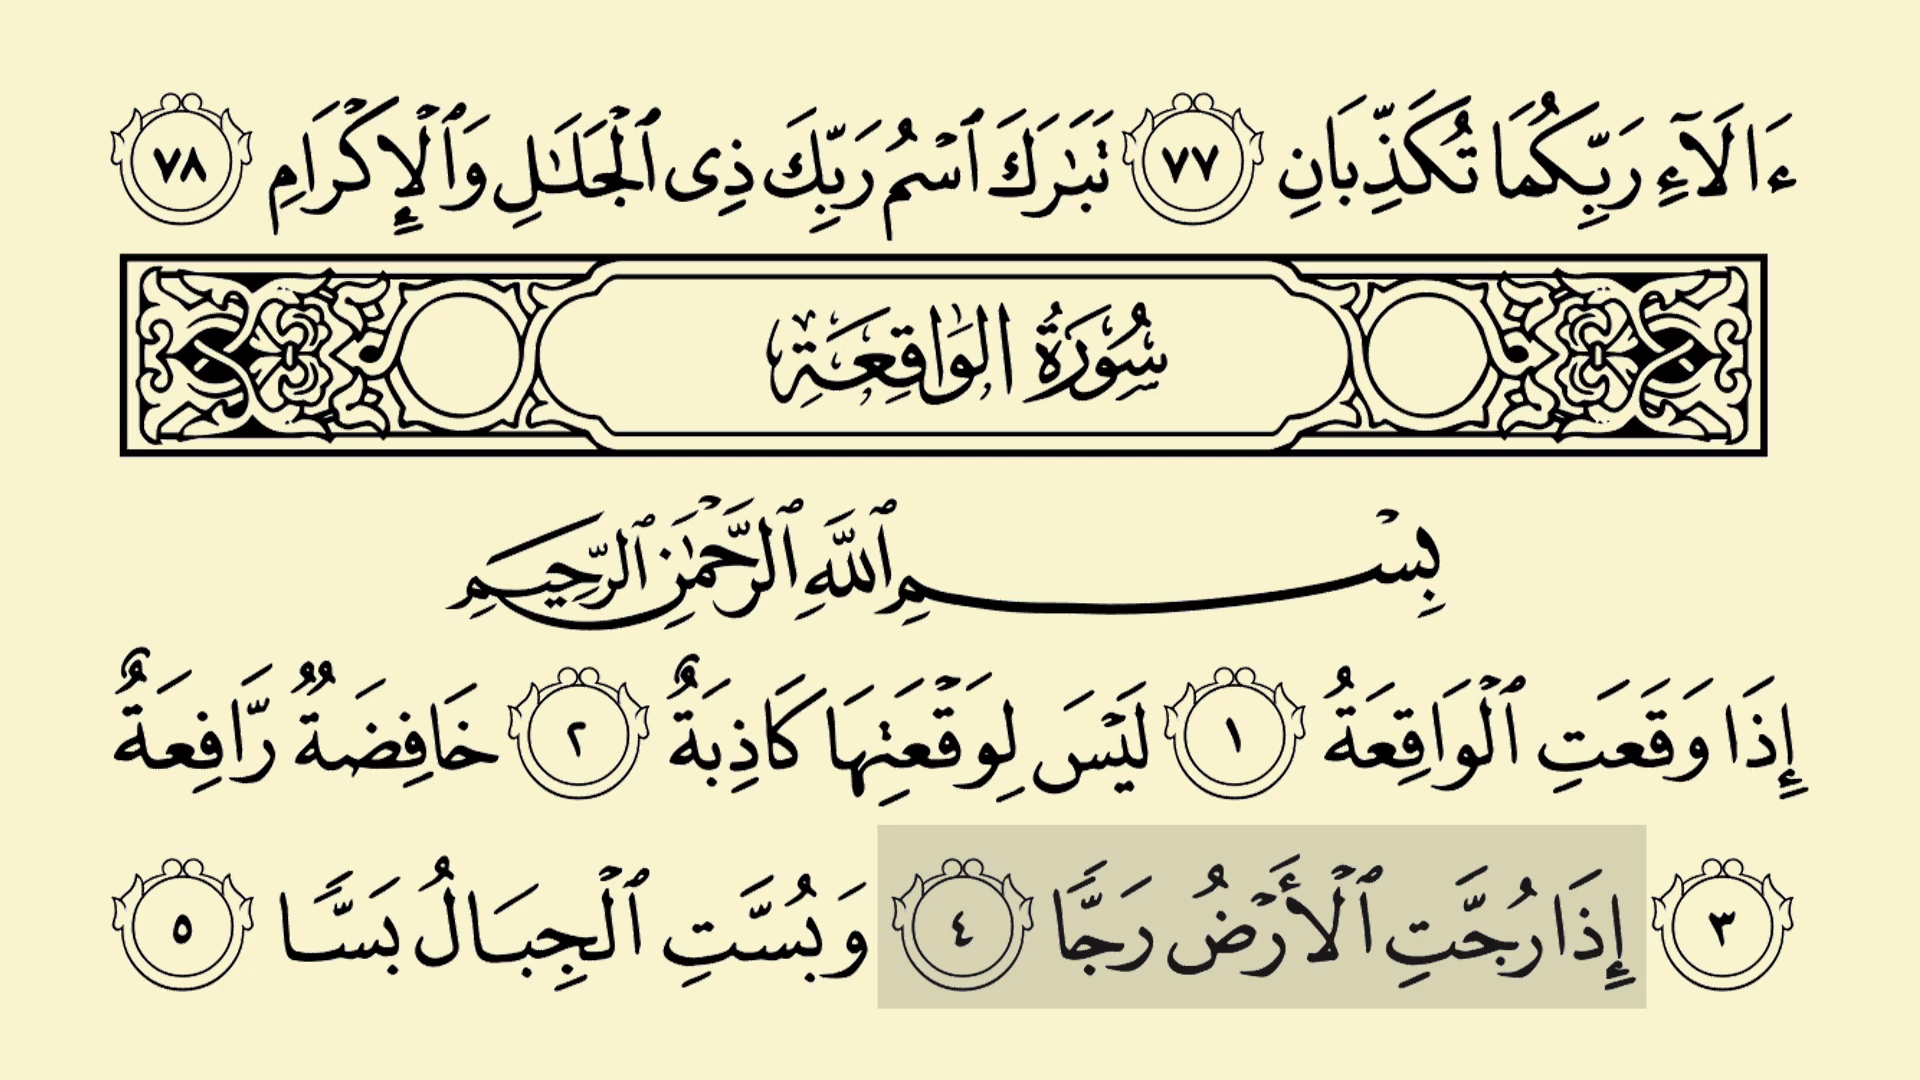 ءَالَآءِ رَبِّكُمَا تُكَذِّبَانِ ٧٧ تَبَٰرَكَ ٱسْمُ رَبِّكَ ذِى ٱلْجَلَٰلِ وَٱلْإِكْرَامِ ٧٨
سُورَةُ الوَاقِعَةِ
بِسْمِ ٱللَّهِ ٱلرَّحْمَٰنِ ٱلرَّحِيمِ
إِذَا وَقَعَتِ ٱلْوَاقِعَةُ ١ لَيْسَ لِوَقْعَتِهَا كَاذِبَةٌ ٢ خَافِضَةٌ رَّافِعَةٌ
٣ إِذَا رُجَّتِ ٱلْأَرْضُ رَجًّا ٤ وَبُسَّتِ ٱلْجِبَالُ بَسًّا ٥